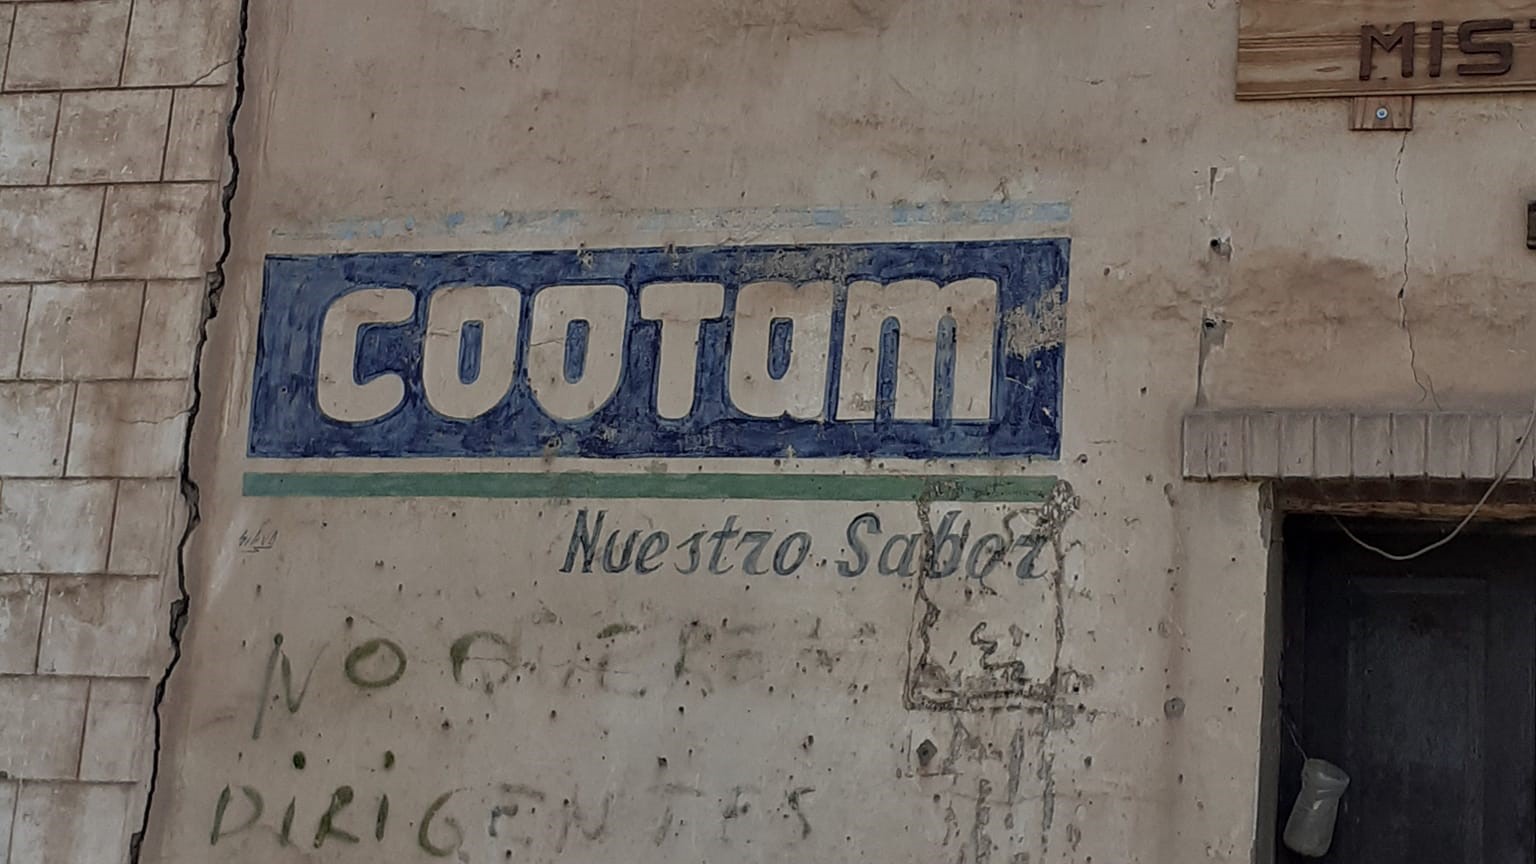 MIS
COOTam
Nuestro Sabor
NO
DIRIGENTES